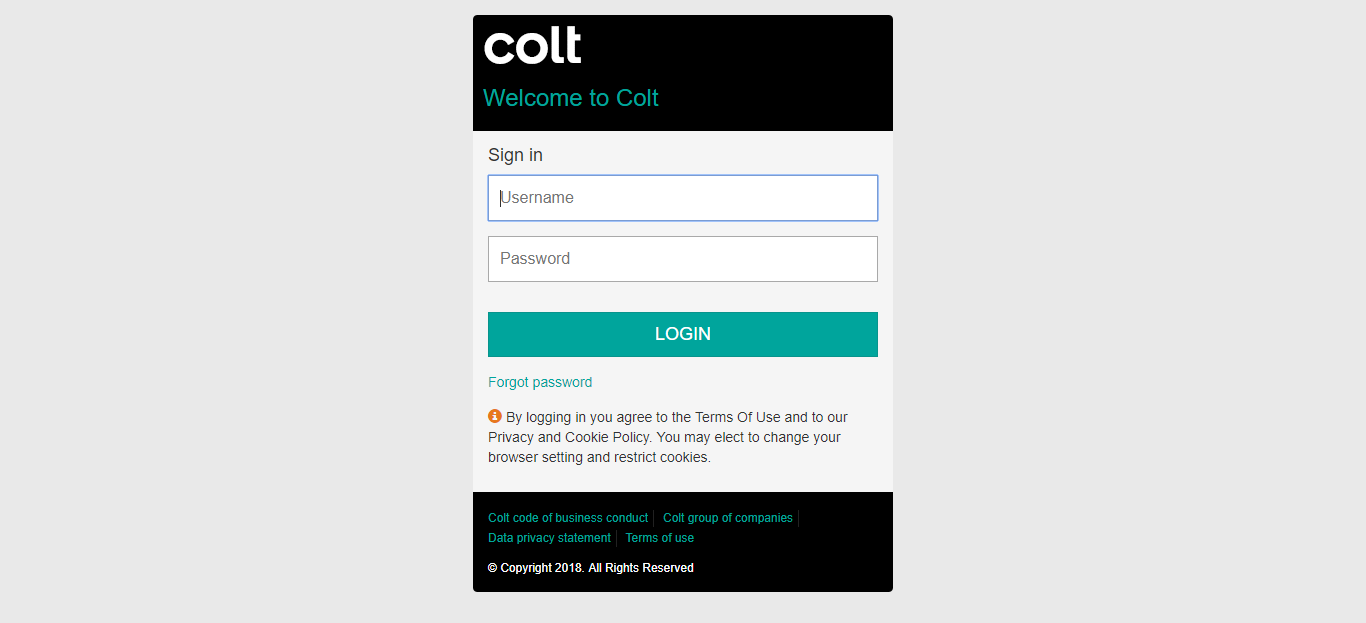 colt
Welcome to Colt
Sign in
Username
Password
LOGIN
Forgot password
By logging in you agree to the Terms Of Use and to our
Privacy and Cookie Policy. You may elect to change your
browser setting and restrict cookies.
Colt code of business conduct Colt group of companies
Data privacy statement Terms of use
© Copyright 2018. All Rights Reserved